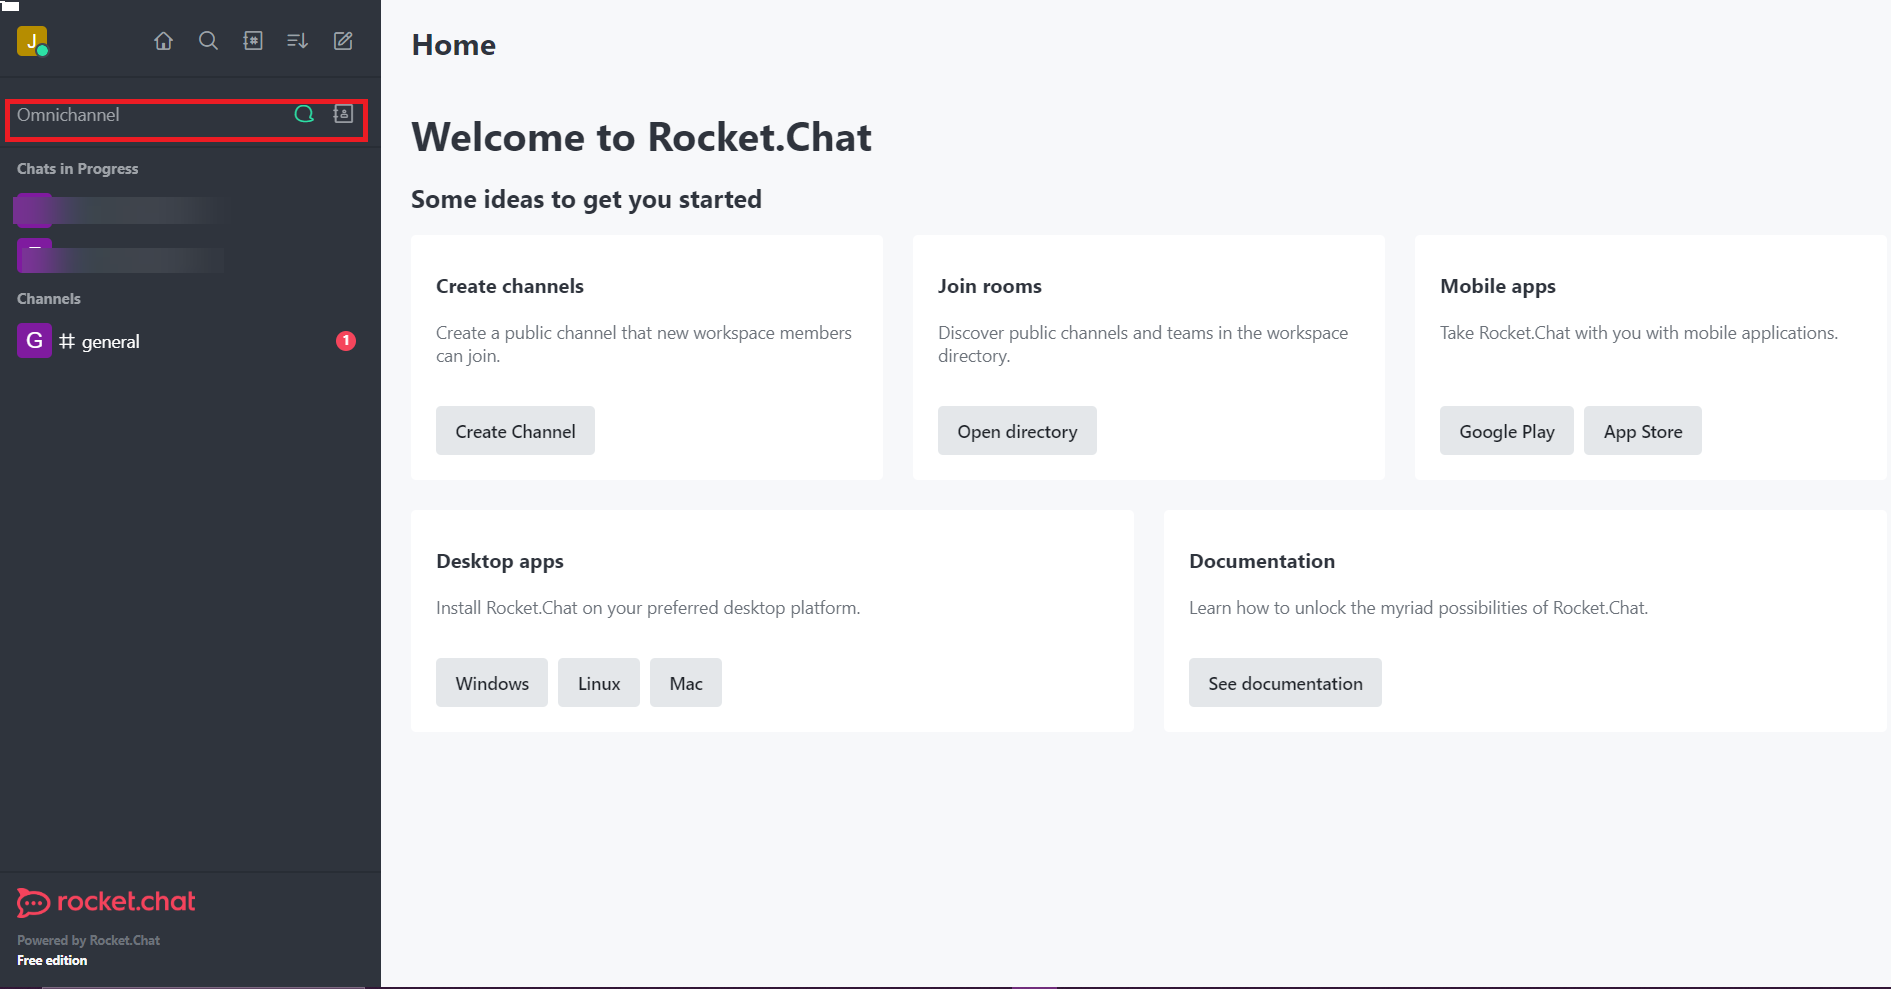 J
Omnichannel
Chats in Progress
Channels
G # general 1
rocket.chat
Powered by Rocket.Chat
Free edition
Home
Welcome to Rocket.Chat
Some ideas to get you started
Create channels
Create a public channel that new workspace members
can join.
Create Channel
Join rooms
Discover public channels and teams in the workspace
directory.
Open directory
Mobile apps
Take Rocket.Chat with you with mobile applications.
Google Play App Store
Desktop apps
Install Rocket.Chat on your preferred desktop platform.
Windows Linux Mac
Documentation
Learn how to unlock the myriad possibilities of Rocket.Chat.
See documentation